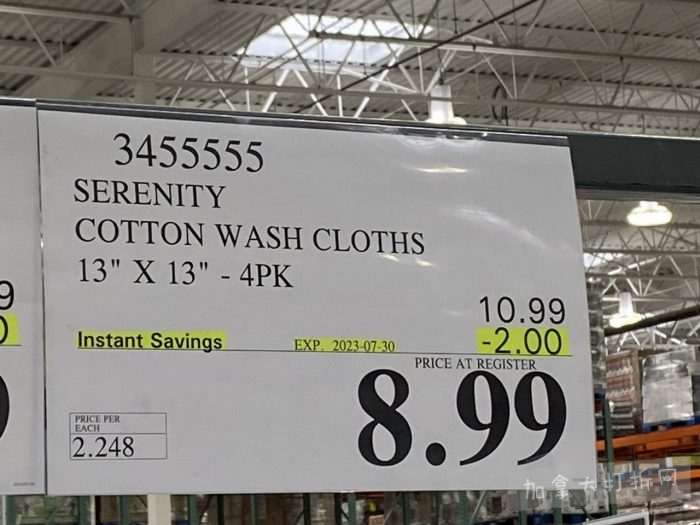 3455555
SERENITY
COTTON WASH CLOTHS
13" X 13" - 4PK
10.99
Instant Savings EXP. 2023-07-30 -2.00
PRICE AT REGISTER
8.99
PRICE PER
EACH
2.248
加拿大打折网